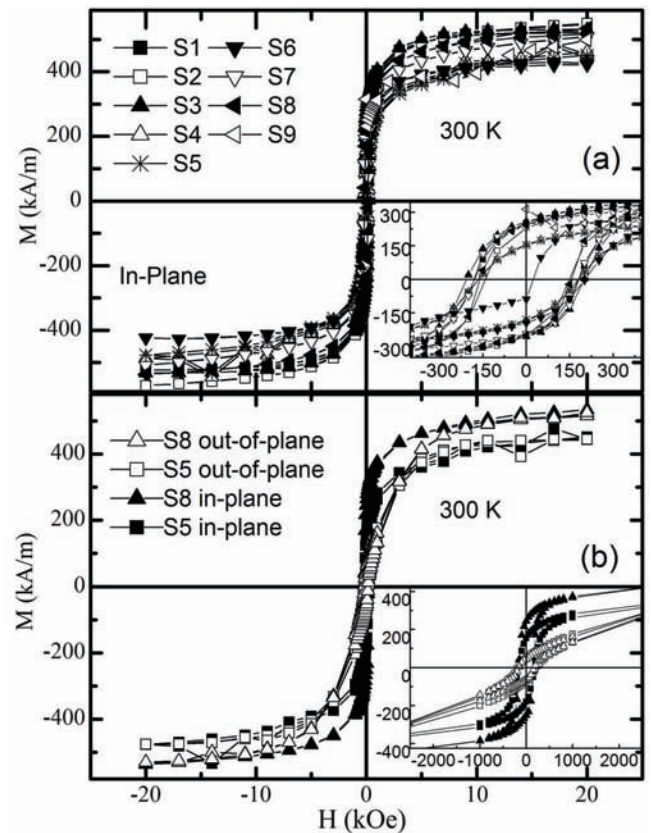 S1 S6
S2 S7
S3 S8
S4 S9
S5
300 K
(a)
In-Plane
M (kA/m)
400
200
0
-200
-400
300
150
0
-150
-300
-300 -150 0 150 300
S8 out-of-plane
S5 out-of-plane
S8 in-plane
S5 in-plane
300 K
(b)
M (kA/m)
400
200
0
-200
-400
400
200
0
-200
-400
-2000 -1000 0 1000 2000
-20 -10 0 10 20
H (kOe)